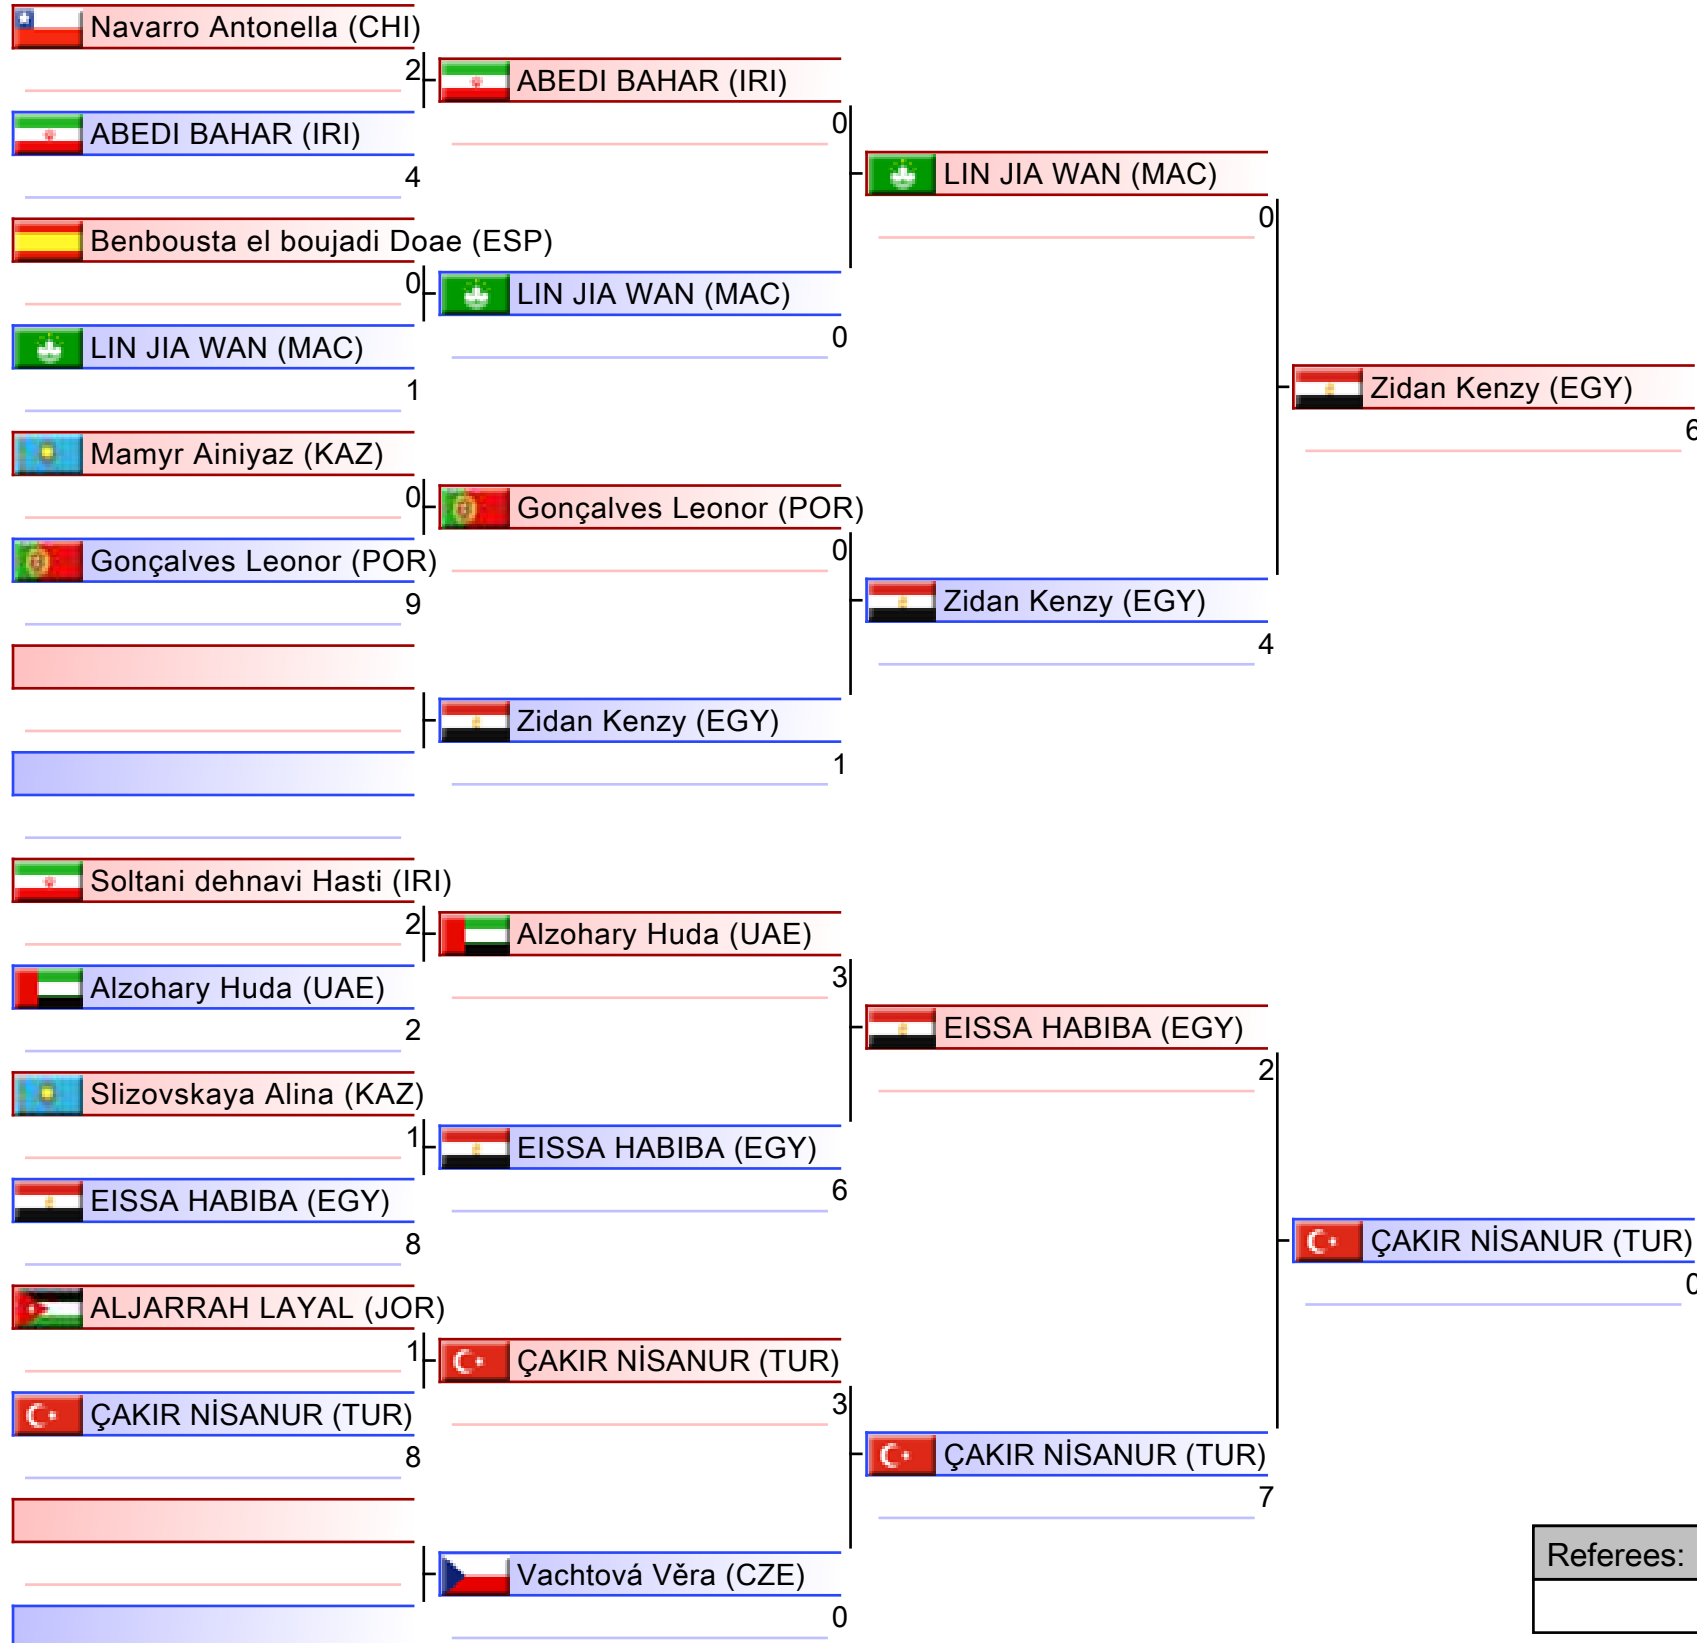 Navarro Antonella (CHI)
2
ABEDI BAHAR (IRI)
4
Benbousta el boujadi Doae (ESP)
0
LIN JIA WAN (MAC)
1
Mamyr Ainiyaz (KAZ)
0
Gonçalves Leonor (POR)
9
Soltani dehnavi Hasti (IRI)
2
Alzohary Huda (UAE)
2
Slizovskaya Alina (KAZ)
1
EISSA HABIBA (EGY)
8
ALJARRAH LAYAL (JOR)
1
ÇAKIR NİSANUR (TUR)
8
ABEDI BAHAR (IRI)
0
LIN JIA WAN (MAC)
0
Gonçalves Leonor (POR)
0
Zidan Kenzy (EGY)
1
Alzohary Huda (UAE)
3
EISSA HABIBA (EGY)
6
ÇAKIR NİSANUR (TUR)
3
Vachtová Věra (CZE)
0
LIN JIA WAN (MAC)
0
Zidan Kenzy (EGY)
4
EISSA HABIBA (EGY)
2
ÇAKIR NİSANUR (TUR)
7
Zidan Kenzy (EGY)
6
ÇAKIR NİSANUR (TUR)
0
Referees: